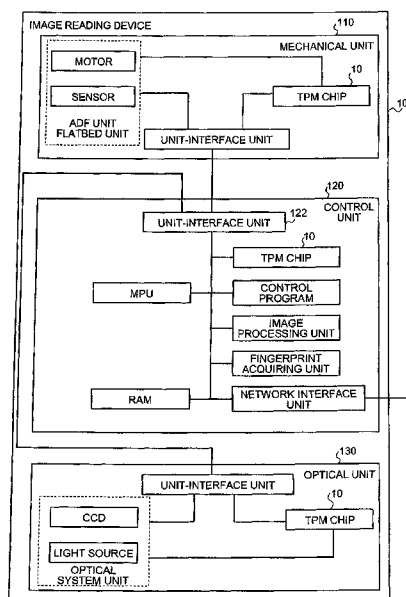 IMAGE READING DEVICE
110
MECHANICAL UNIT
MOTOR
10
SENSOR
TPM CHIP
ADF UNIT
FLATBED UNIT
UNIT-INTERFACE UNIT
120
CONTROL
UNIT
UNIT-INTERFACE UNIT
122
10
TPM CHIP
MPU
CONTROL
PROGRAM
IMAGE
PROCESSING UNIT
FINGERPRINT
ACQUIRING UNIT
RAM
NETWORK INTERFACE
UNIT
130
UNIT-INTERFACE UNIT
OPTICAL UNIT
10
CCD
TPM CHIP
LIGHT SOURCE
OPTICAL
SYSTEM UNIT